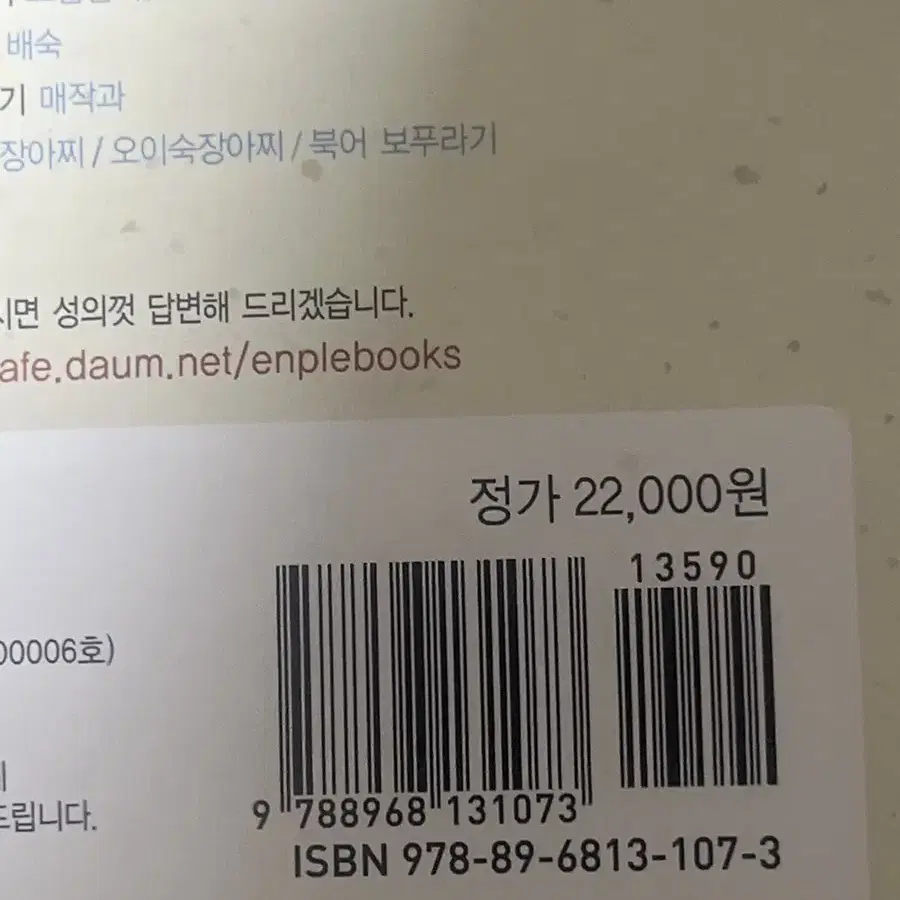 배숙
기 매작과
장아찌 / 오이숙장아찌 / 북어 보푸라기
시면 성의껏 답변해 드리겠습니다.
afe.daum.net/enplebooks
정가 22,000원
13590
00006호)
드립니다.
9 788968 131073
ISBN 978-89-6813-107-3